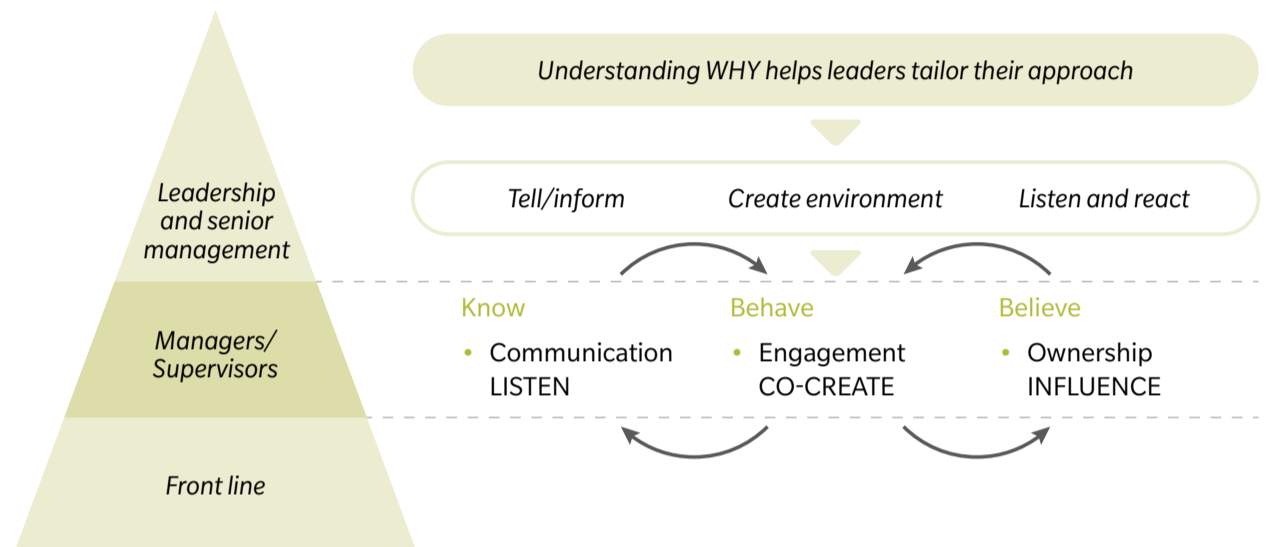 Understanding WHY helps leaders tailor their approach
Leadership
and senior
management
Tell/inform
Create environment
Listen and react
Managers/
Supervisors
Know
• Communication
LISTEN
Behave
• Engagement
CO-CREATE
Believe
• Ownership
INFLUENCE
Front line